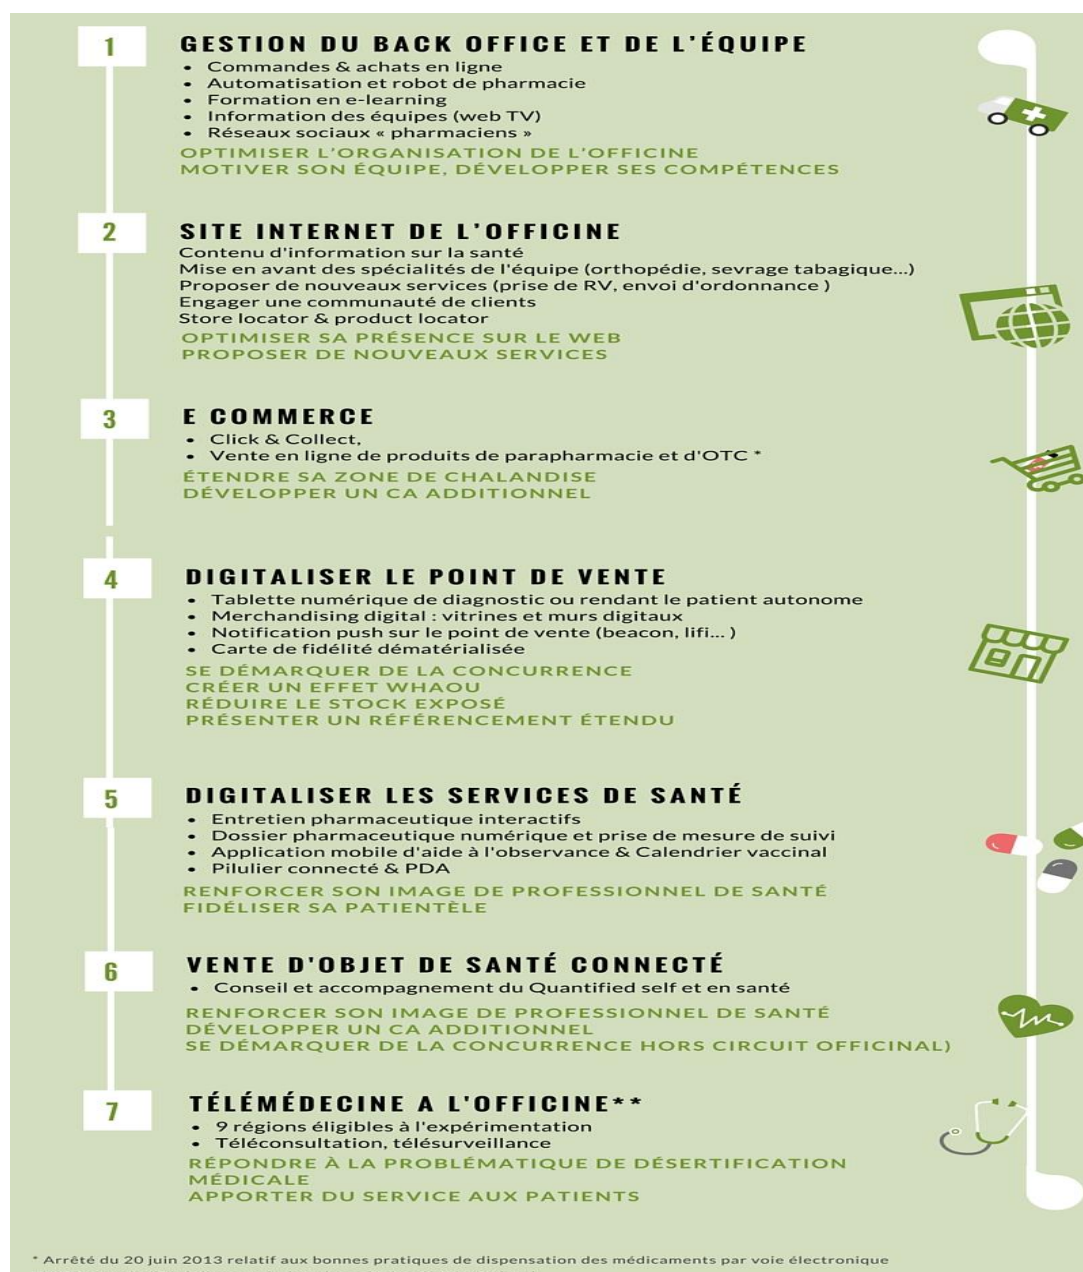 1
GESTION DU BACK OFFICE ET DE L'ÉQUIPE
• Commandes & achats en ligne
• Automatisation et robot de pharmacie
• Formation en e-learning
• Information des équipes (web TV)
• Réseaux sociaux « pharmaciens »
OPTIMISER L'ORGANISATION DE L'OFFICINE
MOTIVER SON ÉQUIPE, DÉVELOPPER SES COMPÉTENCES
2
SITE INTERNET DE L'OFFICINE
Contenu d'information sur la santé
Mise en avant des spécialités de l'équipe (orthopédie, sevrage tabagique...)
Proposer de nouveaux services (prise de RV, envoi d'ordonnance )
Engager une communauté de clients
Store locator & product locator
OPTIMISER SA PRÉSENCE SUR LE WEB
PROPOSER DE NOUVEAUX SERVICES
3
E COMMERCE
• Click & Collect,
• Vente en ligne de produits de parapharmacie et d'OTC *
ÉTENDRE SA ZONE DE CHALANDISE
DÉVELOPPER UN CA ADDITIONNEL
4
DIGITALISER LE POINT DE VENTE
• Tablette numérique de diagnostic ou rendant le patient autonome
• Merchandising digital : vitrines et murs digitaux
• Notification push sur le point de vente (beacon, lifi... )
• Carte de fidélité dématérialisée
SE DÉMARQUER DE LA CONCURRENCE
CRÉER UN EFFET WHAOU
RÉDUIRE LE STOCK EXPOSÉ
PRÉSENTER UN RÉFÉRENCEMENT ÉTENDU
5
DIGITALISER LES SERVICES DE SANTÉ
• Entretien pharmaceutique interactifs
• Dossier pharmaceutique numérique et prise de mesure de suivi
• Application mobile d'aide à l'observance & Calendrier vaccinal
• Pilulier connecté & PDA
RENFORCER SON IMAGE DE PROFESSIONNEL DE SANTÉ
FIDÉLISER SA PATIENTÈLE
6
VENTE D'OBJET DE SANTÉ CONNECTÉ
• Conseil et accompagnement du Quantified self et en santé
RENFORCER SON IMAGE DE PROFESSIONNEL DE SANTÉ
DÉVELOPPER UN CA ADDITIONNEL
SE DÉMARQUER DE LA CONCURRENCE HORS CIRCUIT OFFICINAL)
7
TÉLÉMÉDECINE A L'OFFICINE**
• 9 régions éligibles à l'expérimentation
• Téléconsultation, télésurveillance
RÉPONDRE À LA PROBLÉMATIQUE DE DÉSERTIFICATION
MÉDICALE
APPORTER DU SERVICE AUX PATIENTS
* Arrêté du 20 juin 2013 relatif aux bonnes pratiques de dispensation des médicaments par voie électronique